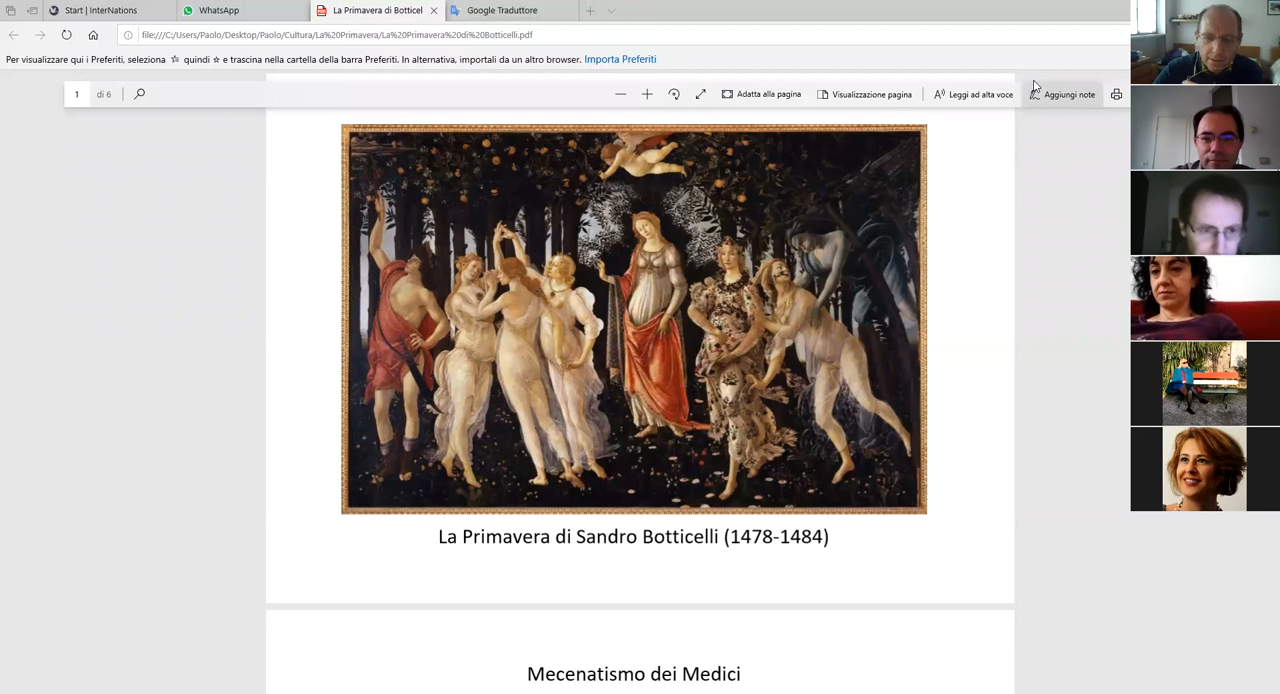 Start | InterNations
WhatsApp
La Primavera di Botticel
Google Traduttore
file:///C:/Users/Paolo/Desktop/Paolo/Cultura/La%20Primavera/La%20Primavera%20di%20Botticelli.pdf
Per visualizzare qui i Preferiti, seleziona quindi e trascina nella cartella della barra Preferiti. In alternativa, importali da un altro browser. Importa Preferiti
1 di 6
Adatta alla pagina
Visualizzazione pagina
Leggi ad alta voce
Aggiungi note
La Primavera di Sandro Botticelli (1478-1484)
Mecenatismo dei Medici